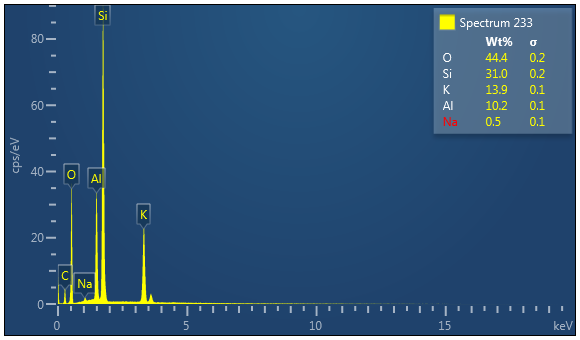 Spectrum 233
Wt% σ
O 44.4 0.2
Si 31.0 0.2
K 13.9 0.1
Al 10.2 0.1
Na 0.5 0.1
Si
80
60
cps/eV
40
O
Al
K
20
C
Na
0
0 5 10 15 keV